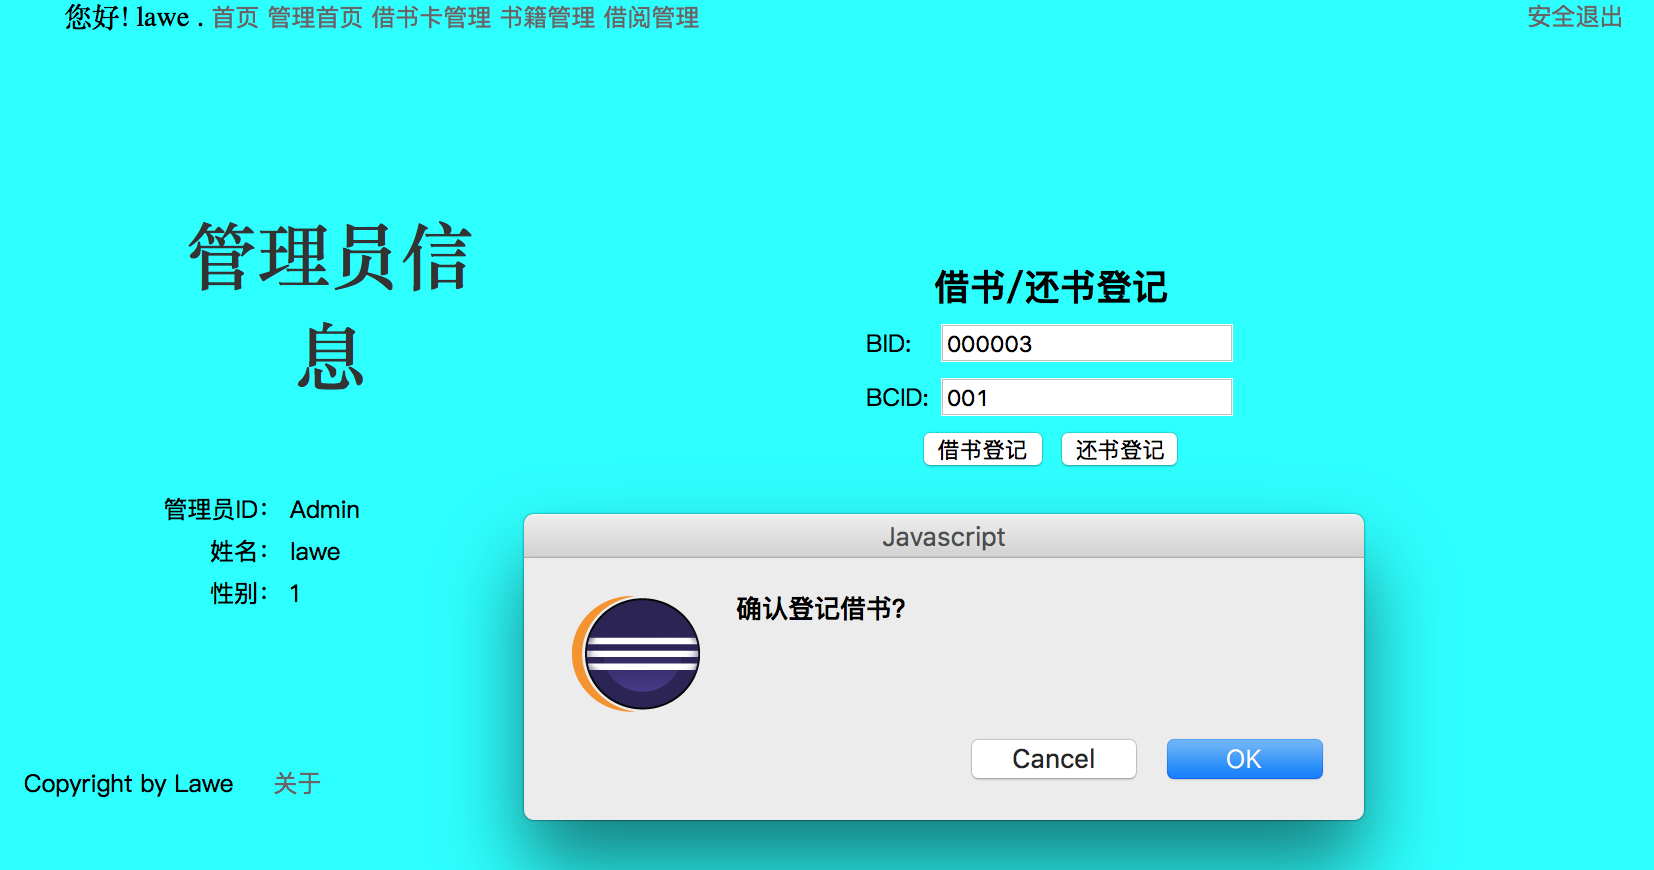 您好! lawe . 首页 管理首页 借书卡管理 书籍管理 借阅管理 安全退出
管理员信
息
管理员ID： Admin
姓名： lawe
性别： 1
借书/还书登记
BID: 000003
BCID: 001
借书登记 还书登记
Javascript
确认登记借书?
Cancel OK
Copyright by Lawe 关于